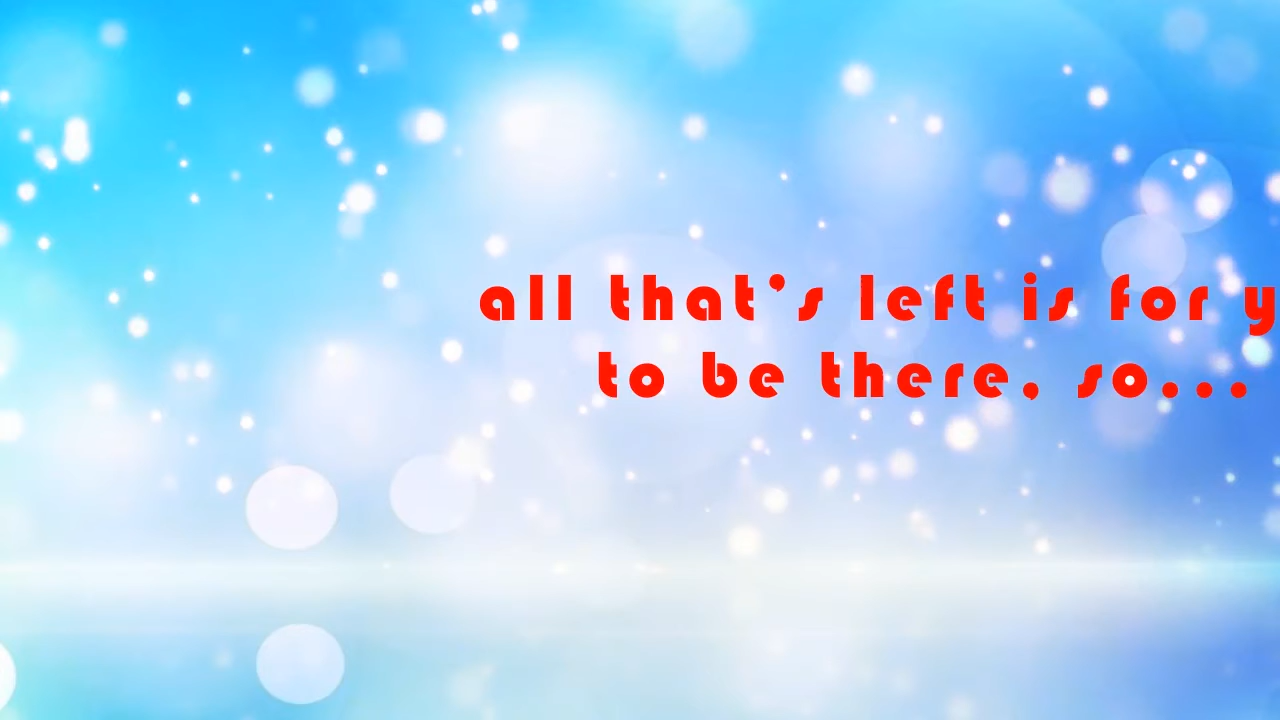 all that's left is for y
to be there, so...